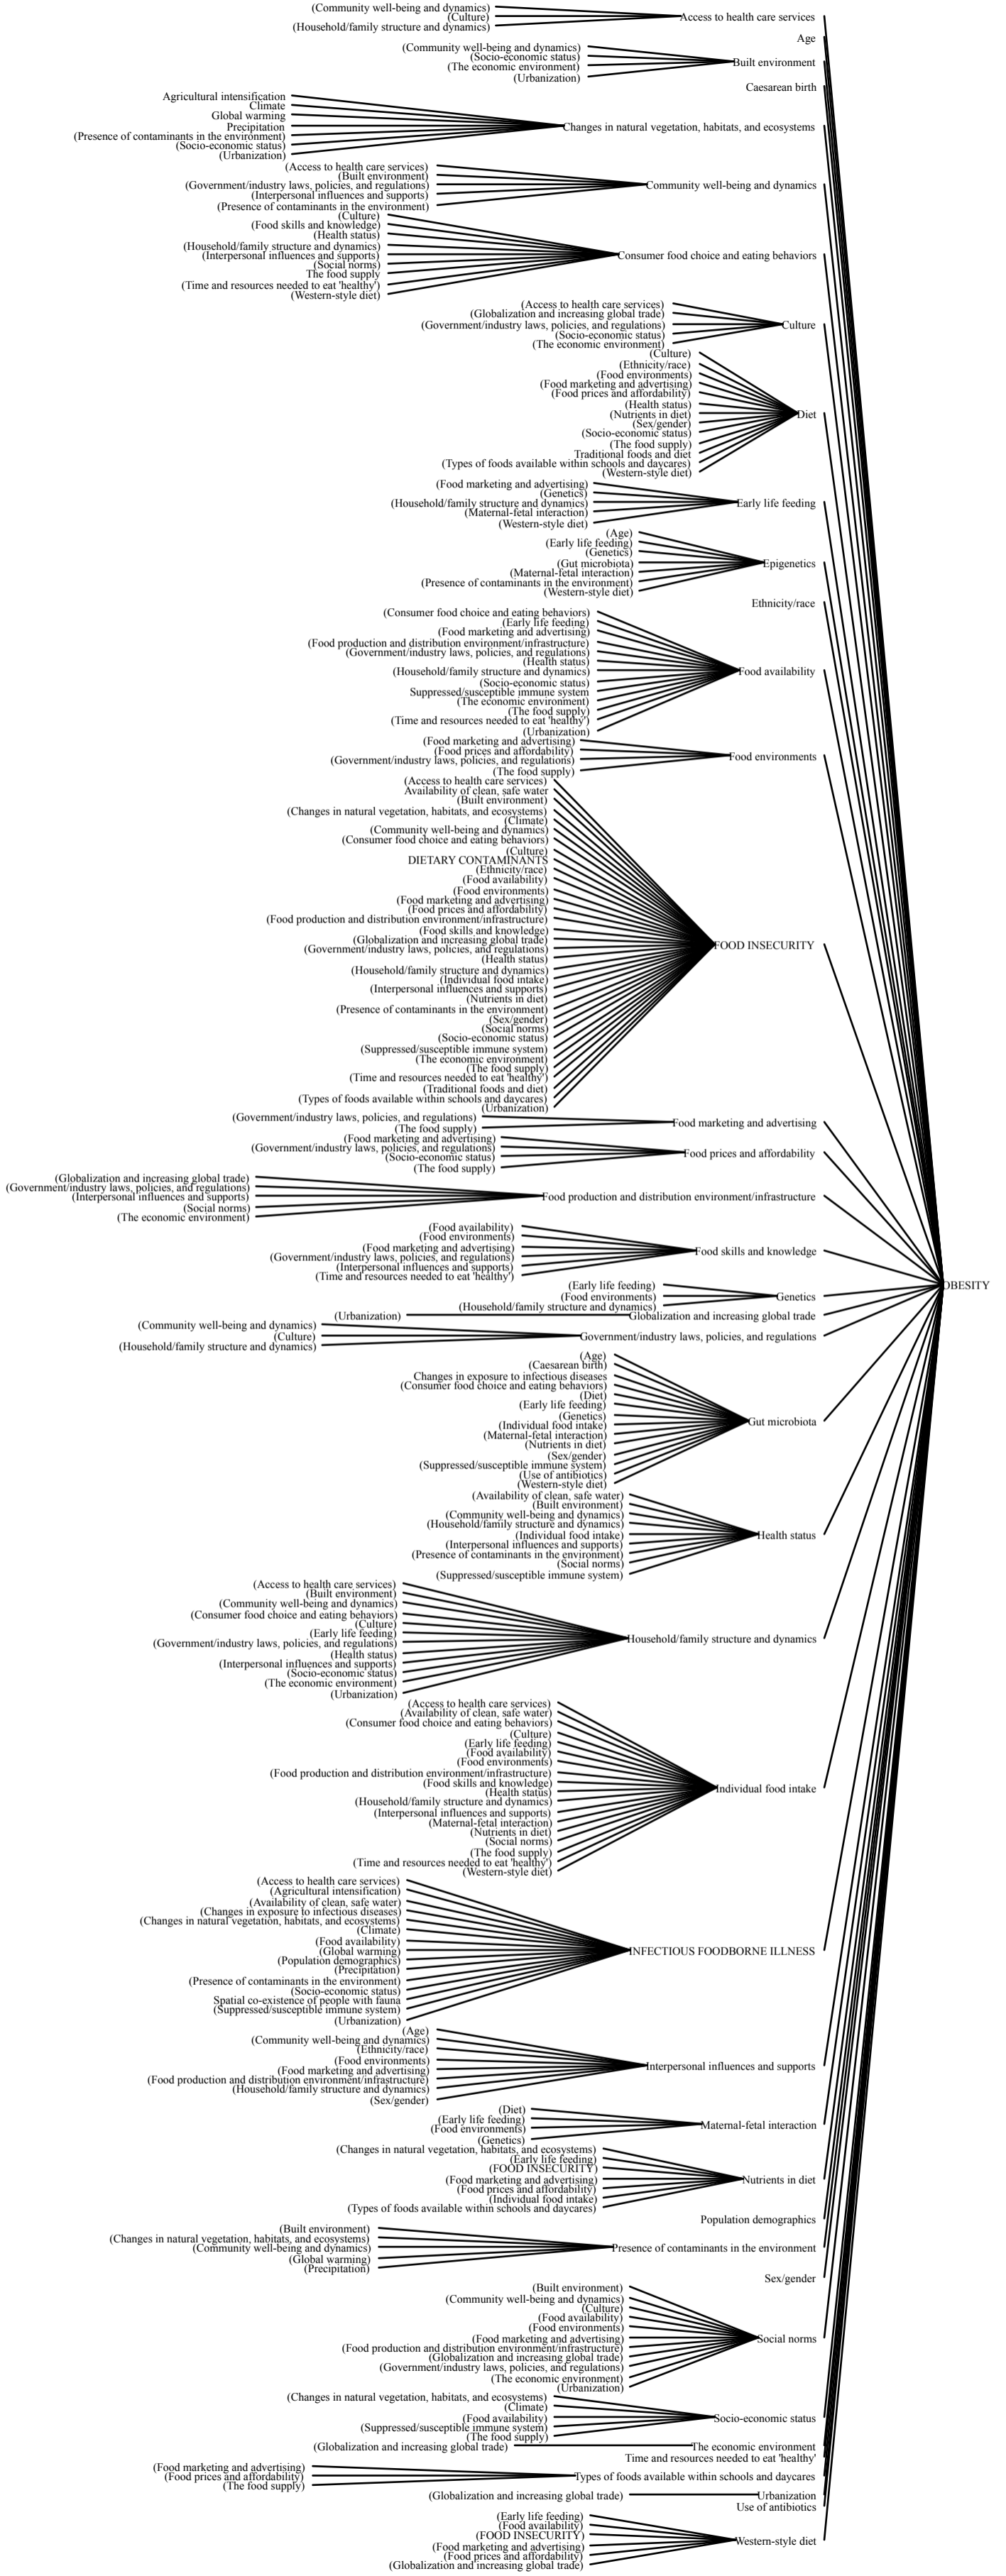 (Community well-being and dynamics)
(Culture)
(Household/family structure and dynamics)
Access to health care services
Age
(Community well-being and dynamics)
(Socio-economic status)
(The economic environment)
(Urbanization)
Built environment
Caesarean birth
Agricultural intensification
Climate
Global warming
Precipitation
(Presence of contaminants in the environment)
(Socio-economic status)
(Urbanization)
Changes in natural vegetation, habitats, and ecosystems
(Access to health care services)
(Built environment)
(Government/industry laws, policies, and regulations)
(Interpersonal influences and supports)
(Presence of contaminants in the environment)
Community well-being and dynamics
(Culture)
(Food skills and knowledge)
(Health status)
(Household/family structure and dynamics)
(Interpersonal influences and supports)
(Social norms)
The food supply
(Time and resources needed to eat 'healthy')
(Western-style diet)
Consumer food choice and eating behaviors
(Access to health care services)
(Globalization and increasing global trade)
(Government/industry laws, policies, and regulations)
(Socio-economic status)
(The economic environment)
Culture
(Culture)
(Ethnicity/race)
(Food environments)
(Food marketing and advertising)
(Food prices and affordability)
(Health status)
(Nutrients in diet)
(Sex/gender)
(Socio-economic status)
(The food supply)
Traditional foods and diet
(Types of foods available within schools and daycares)
(Western-style diet)
Diet
(Food marketing and advertising)
(Genetics)
(Household/family structure and dynamics)
(Maternal-fetal interaction)
(Western-style diet)
Early life feeding
(Age)
(Early life feeding)
(Genetics)
(Gut microbiota)
(Maternal-fetal interaction)
(Presence of contaminants in the environment)
(Western-style diet)
Epigenetics
Ethnicity/race
(Consumer food choice and eating behaviors)
(Early life feeding)
(Food marketing and advertising)
(Food production and distribution environment/infrastructure)
(Government/industry laws, policies, and regulations)
(Health status)
(Household/family structure and dynamics)
(Socio-economic status)
Suppressed/susceptible immune system
(The economic environment)
(The food supply)
(Time and resources needed to eat 'healthy')
(Urbanization)
Food availability
(Food marketing and advertising)
(Food prices and affordability)
(Government/industry laws, policies, and regulations)
(The food supply)
Food environments
(Access to health care services)
Availability of clean, safe water
(Built environment)
(Changes in natural vegetation, habitats, and ecosystems)
(Climate)
(Community well-being and dynamics)
(Consumer food choice and eating behaviors)
(Culture)
DIETARY CONTAMINANTS
(Ethnicity/race)
(Food availability)
(Food environments)
(Food marketing and advertising)
(Food prices and affordability)
(Food production and distribution environment/infrastructure)
(Food skills and knowledge)
(Globalization and increasing global trade)
(Government/industry laws, policies, and regulations)
(Health status)
(Household/family structure and dynamics)
(Individual food intake)
(Interpersonal influences and supports)
(Nutrients in diet)
(Presence of contaminants in the environment)
(Sex/gender)
(Social norms)
(Socio-economic status)
(Suppressed/susceptible immune system)
(The economic environment)
(The food supply)
(Time and resources needed to eat 'healthy')
(Traditional foods and diet)
(Types of foods available within schools and daycares)
(Urbanization)
FOOD INSECURITY
(Government/industry laws, policies, and regulations)
(The food supply)
Food marketing and advertising
(Food marketing and advertising)
(Government/industry laws, policies, and regulations)
(Socio-economic status)
(The food supply)
Food prices and affordability
(Globalization and increasing global trade)
(Government/industry laws, policies, and regulations)
(Interpersonal influences and supports)
(Social norms)
(The economic environment)
Food production and distribution environment/infrastructure
(Food availability)
(Food environments)
(Food marketing and advertising)
(Government/industry laws, policies, and regulations)
(Interpersonal influences and supports)
(Time and resources needed to eat 'healthy')
Food skills and knowledge
OBESITY
(Early life feeding)
(Food environments)
(Household/family structure and dynamics)
Genetics
(Urbanization)
Globalization and increasing global trade
(Community well-being and dynamics)
(Culture)
(Household/family structure and dynamics)
Government/industry laws, policies, and regulations
(Age)
(Caesarean birth)
Changes in exposure to infectious diseases
(Consumer food choice and eating behaviors)
(Diet)
(Early life feeding)
(Genetics)
(Individual food intake)
(Maternal-fetal interaction)
(Nutrients in diet)
(Sex/gender)
(Suppressed/susceptible immune system)
(Use of antibiotics)
(Western-style diet)
Gut microbiota
(Availability of clean, safe water)
(Built environment)
(Community well-being and dynamics)
(Household/family structure and dynamics)
(Individual food intake)
(Interpersonal influences and supports)
(Presence of contaminants in the environment)
(Social norms)
(Suppressed/susceptible immune system)
Health status
(Access to health care services)
(Built environment)
(Community well-being and dynamics)
(Consumer food choice and eating behaviors)
(Culture)
(Early life feeding)
(Government/industry laws, policies, and regulations)
(Health status)
(Interpersonal influences and supports)
(Socio-economic status)
(The economic environment)
(Urbanization)
Household/family structure and dynamics
(Access to health care services)
(Availability of clean, safe water)
(Consumer food choice and eating behaviors)
(Culture)
(Early life feeding)
(Food availability)
(Food environments)
(Food production and distribution environment/infrastructure)
(Food skills and knowledge)
(Health status)
(Household/family structure and dynamics)
(Interpersonal influences and supports)
(Maternal-fetal interaction)
(Nutrients in diet)
(Social norms)
(The food supply)
(Time and resources needed to eat 'healthy')
(Western-style diet)
Individual food intake
(Access to health care services)
(Agricultural intensification)
(Availability of clean, safe water)
(Changes in exposure to infectious diseases)
(Changes in natural vegetation, habitats, and ecosystems)
(Climate)
(Food availability)
(Global warming)
(Population demographics)
(Precipitation)
(Presence of contaminants in the environment)
(Socio-economic status)
Spatial co-existence of people with fauna
(Suppressed/susceptible immune system)
(Urbanization)
INFECTIOUS FOODBORNE ILLNESS
(Age)
(Community well-being and dynamics)
(Ethnicity/race)
(Food environments)
(Food marketing and advertising)
(Food production and distribution environment/infrastructure)
(Household/family structure and dynamics)
(Sex/gender)
Interpersonal influences and supports
(Diet)
(Early life feeding)
(Food environments)
(Genetics)
Maternal-fetal interaction
(Changes in natural vegetation, habitats, and ecosystems)
(Early life feeding)
(FOOD INSECURITY)
(Food marketing and advertising)
(Food prices and affordability)
(Individual food intake)
(Types of foods available within schools and daycares)
Nutrients in diet
Population demographics
(Built environment)
(Changes in natural vegetation, habitats, and ecosystems)
(Community well-being and dynamics)
(Global warming)
(Precipitation)
Presence of contaminants in the environment
Sex/gender
(Built environment)
(Community well-being and dynamics)
(Culture)
(Food availability)
(Food environments)
(Food marketing and advertising)
(Food production and distribution environment/infrastructure)
(Globalization and increasing global trade)
(Government/industry laws, policies, and regulations)
(The economic environment)
(Urbanization)
Social norms
(Changes in natural vegetation, habitats, and ecosystems)
(Climate)
(Food availability)
(Suppressed/susceptible immune system)
(The food supply)
Socio-economic status
(Globalization and increasing global trade)
The economic environment
Time and resources needed to eat 'healthy'
(Food marketing and advertising)
(Food prices and affordability)
(The food supply)
Types of foods available within schools and daycares
(Globalization and increasing global trade)
Urbanization
Use of antibiotics
(Early life feeding)
(Food availability)
(FOOD INSECURITY)
(Food marketing and advertising)
(Food prices and affordability)
(Globalization and increasing global trade)
Western-style diet